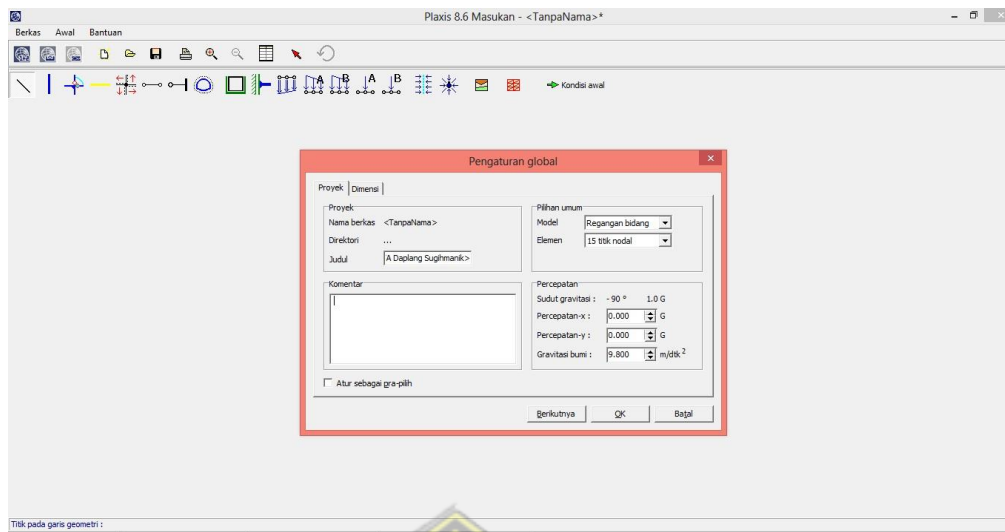 Plaxis 8.6 Masukan - <TanpaNama>*
Berkas Awal Bantuan
A B A B
Kondisi awal
Pengaturan global
Proyek Dimensi
Proyek
Nama berkas <TanpaNama>
Direktori ...
Judul A Daplang Sugihmanik>
Pilihan umum
Model Regangan bidang
Elemen 15 titik nodal
Komentar
Percepatan
Sudut gravitasi : - 90 ° 1.0 G
Percepatan-x : 0.000 G
Percepatan-y : 0.000 G
Gravitasi bumi : 9.800 m/dtk 2
Atur sebagai pra-pilih
Berikutnya OK Batal
Titik pada garis geometri :